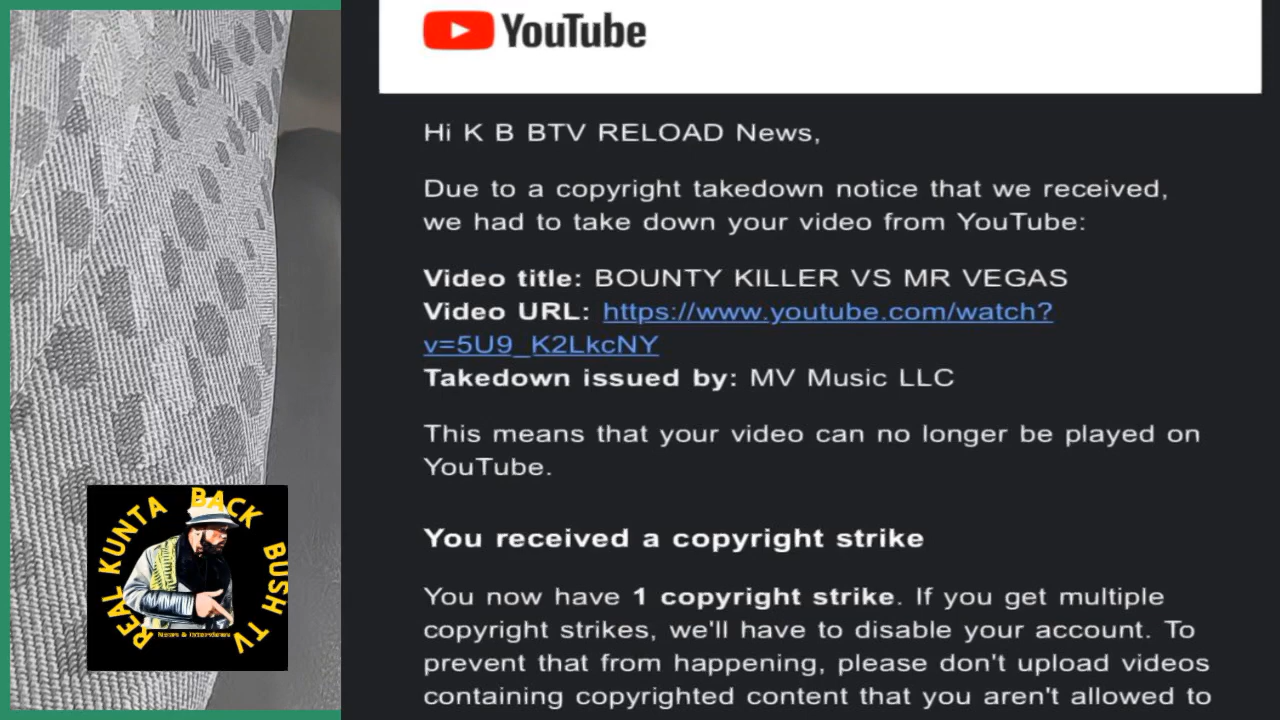 YouTube
Hi K B BTV RELOAD News,
Due to a copyright takedown notice that we received,
we had to take down your video from YouTube:
Video title: BOUNTY KILLER VS MR VEGAS
Video URL: https://www.youtube.com/watch?
v=5U9_K2LkcNY
Takedown issued by: MV Music LLC
This means that your video can no longer be played on
YouTube.
You received a copyright strike
You now have 1 copyright strike. If you get multiple
copyright strikes, we'll have to disable your account. To
prevent that from happening, please don't upload videos
containing copyrighted content that you aren't allowed to
REAL KUNTA BACK BUSH TV
News & Interviews